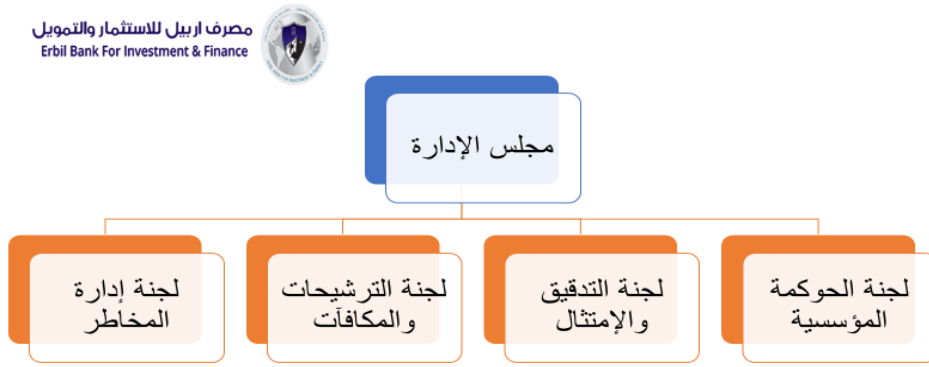 مصرف اربيل للاستثمار والتمويل
Erbil Bank For Investment & Finance
مجلس الإدارة
لجنة الحوكمة
المؤسسية
لجنة التدقيق
والإمتثال
لجنة الترشيحات
والمكافآت
لجنة إدارة
المخاطر